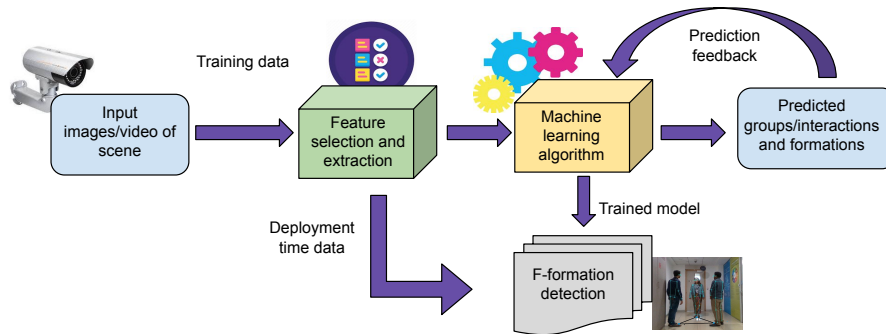 Training data
Prediction
feedback
Input
images/video of
scene
Feature
selection and
extraction
Machine
learning
algorithm
Predicted
groups/interactions
and formations
Deployment
time data
Trained model
F-formation
detection